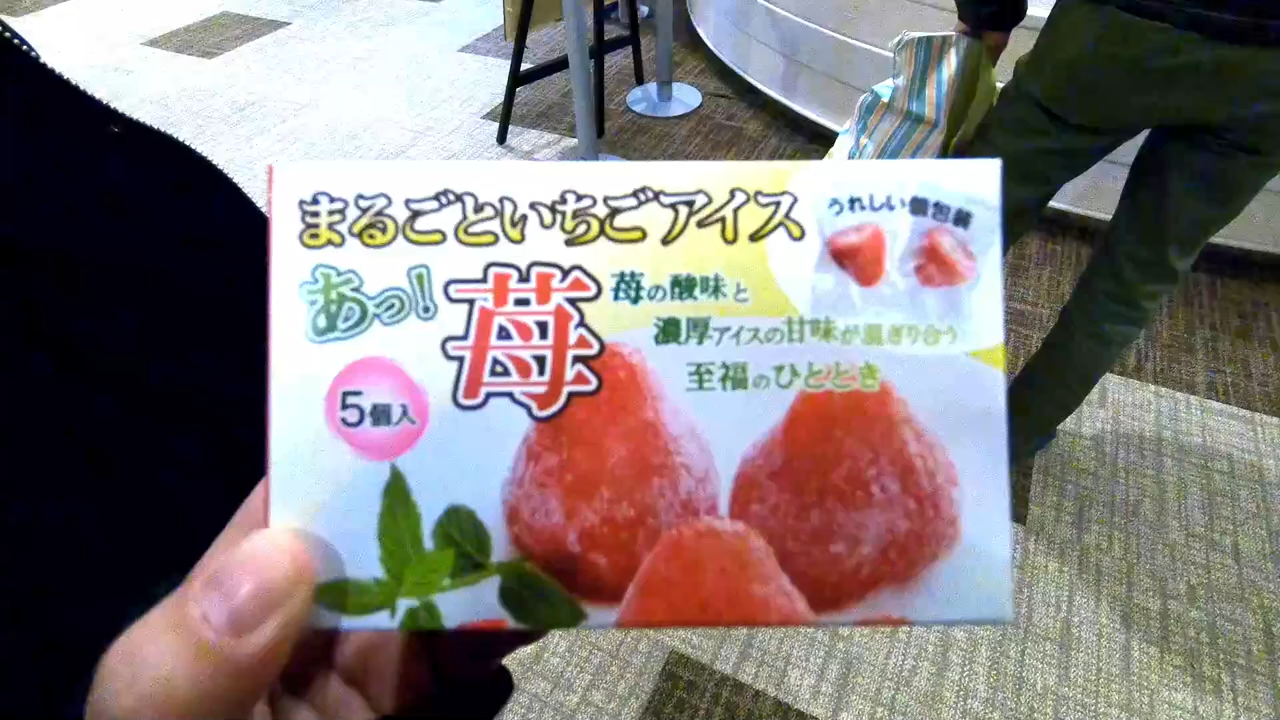 まるごといちごアイス
うれしい個包装
あっ!
苺
苺の酸味と
濃厚アイスの甘味が混ざり合う
至福のひととき
5個入